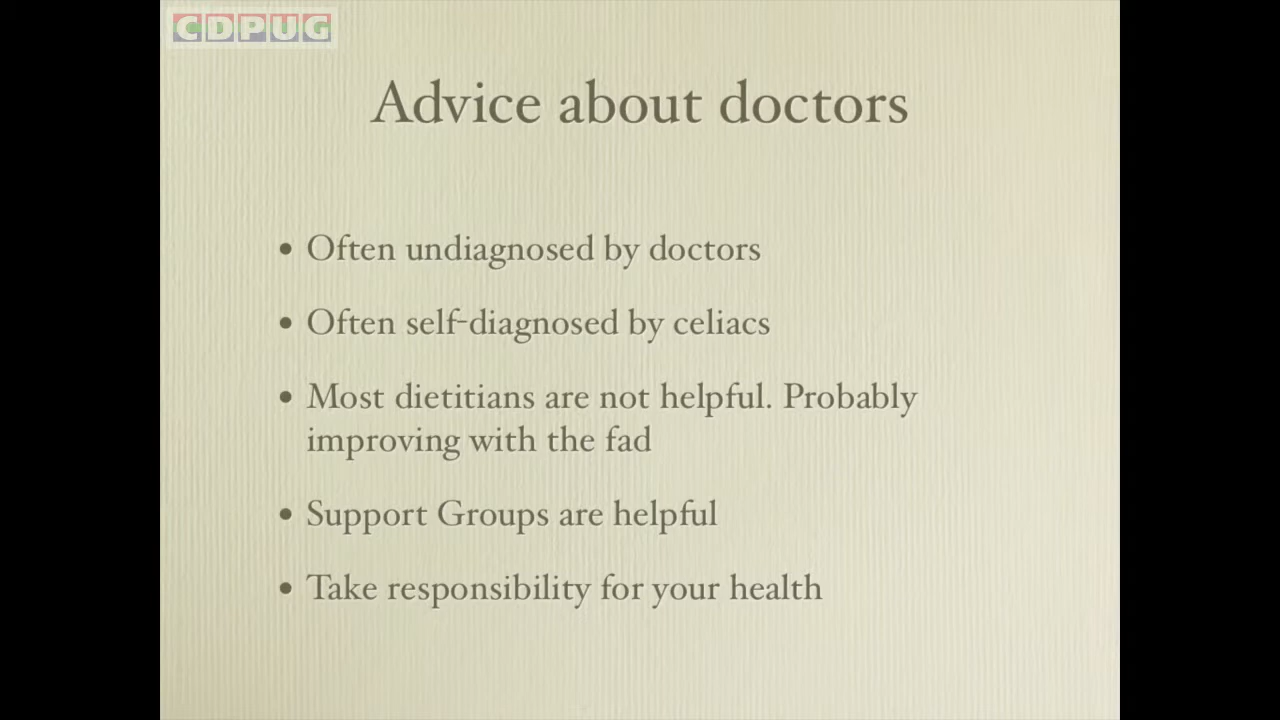 CDPUG
Advice about doctors
• Often undiagnosed by doctors
• Often self-diagnosed by celiacs
• Most dietitians are not helpful. Probably
improving with the fad
• Support Groups are helpful
• Take responsibility for your health